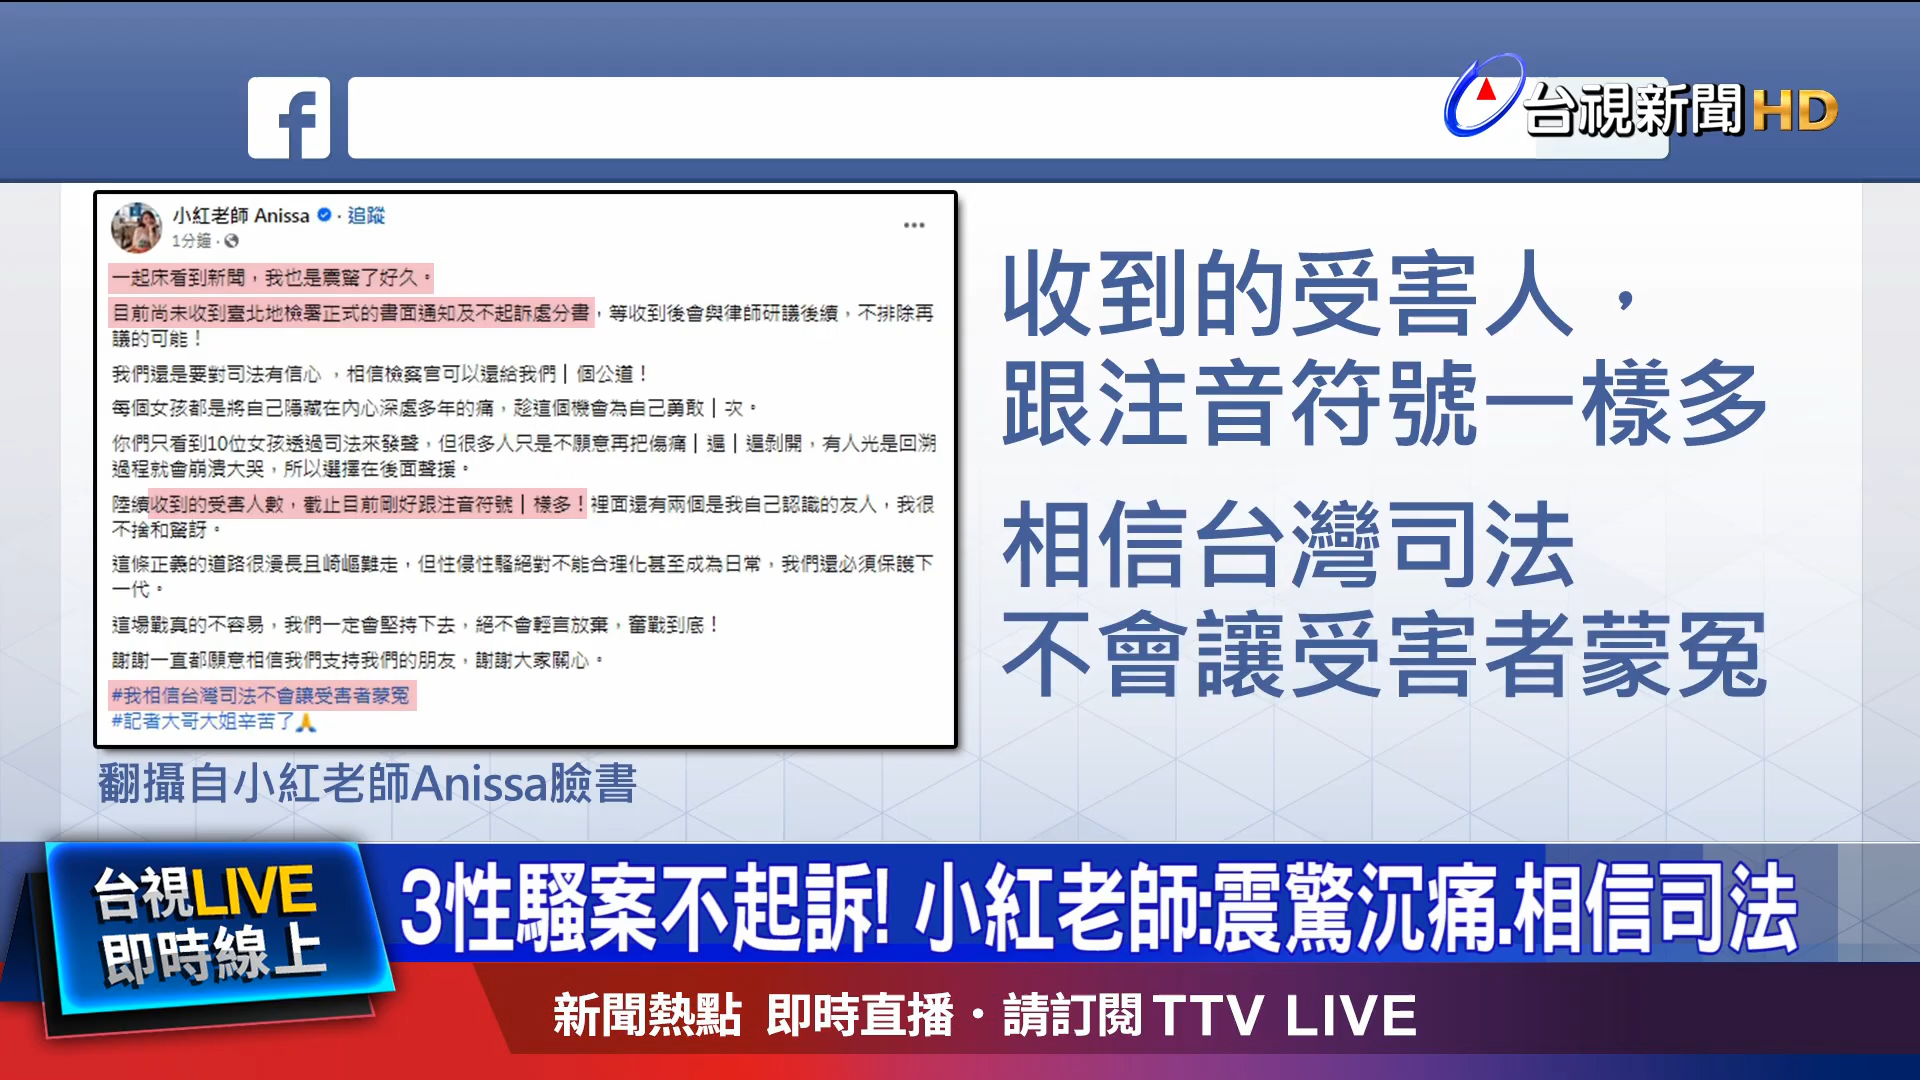 f
台視新聞HD
小紅老師 Anissa · 追蹤
1分鐘 ·
一起床看到新聞，我也是震驚了好久。
目前尚未收到臺北地檢署正式的書面通知及不起訴處分書，等收到後會與律師研議後續，不排除再
議的可能！
我們還是要對司法有信心 ，相信檢察官可以還給我們｜個公道！
每個女孩都是將自己隱藏在內心深處多年的痛，趁這個機會為自己勇敢｜次。
你們只看到10位女孩透過司法來發聲，但很多人只是不願意再把傷痛｜遍｜遍剝開，有人光是回溯
過程就會崩潰大哭，所以選擇在後面聲援。
陸續收到的受害人數，截止目前剛好跟注音符號｜樣多！裡面還有兩個是我自己認識的友人，我很
不捨和驚訝。
這條正義的道路很漫長且崎嶇難走，但性侵性騷絕對不能合理化甚至成為日常，我們還必須保護下
一代。
這場戰真的不容易，我們一定會堅持下去，絕不會輕言放棄，奮戰到底！
謝謝一直都願意相信我們支持我們的朋友，謝謝大家關心。
#我相信台灣司法不會讓受害者蒙冤
#記者大哥大姐辛苦了🙏
翻攝自小紅老師Anissa臉書
收到的受害人，
跟注音符號一樣多
相信台灣司法
不會讓受害者蒙冤
台視LIVE
即時線上
3性騷案不起訴! 小紅老師:震驚沉痛.相信司法
新聞熱點 即時直播・請訂閱TTV LIVE